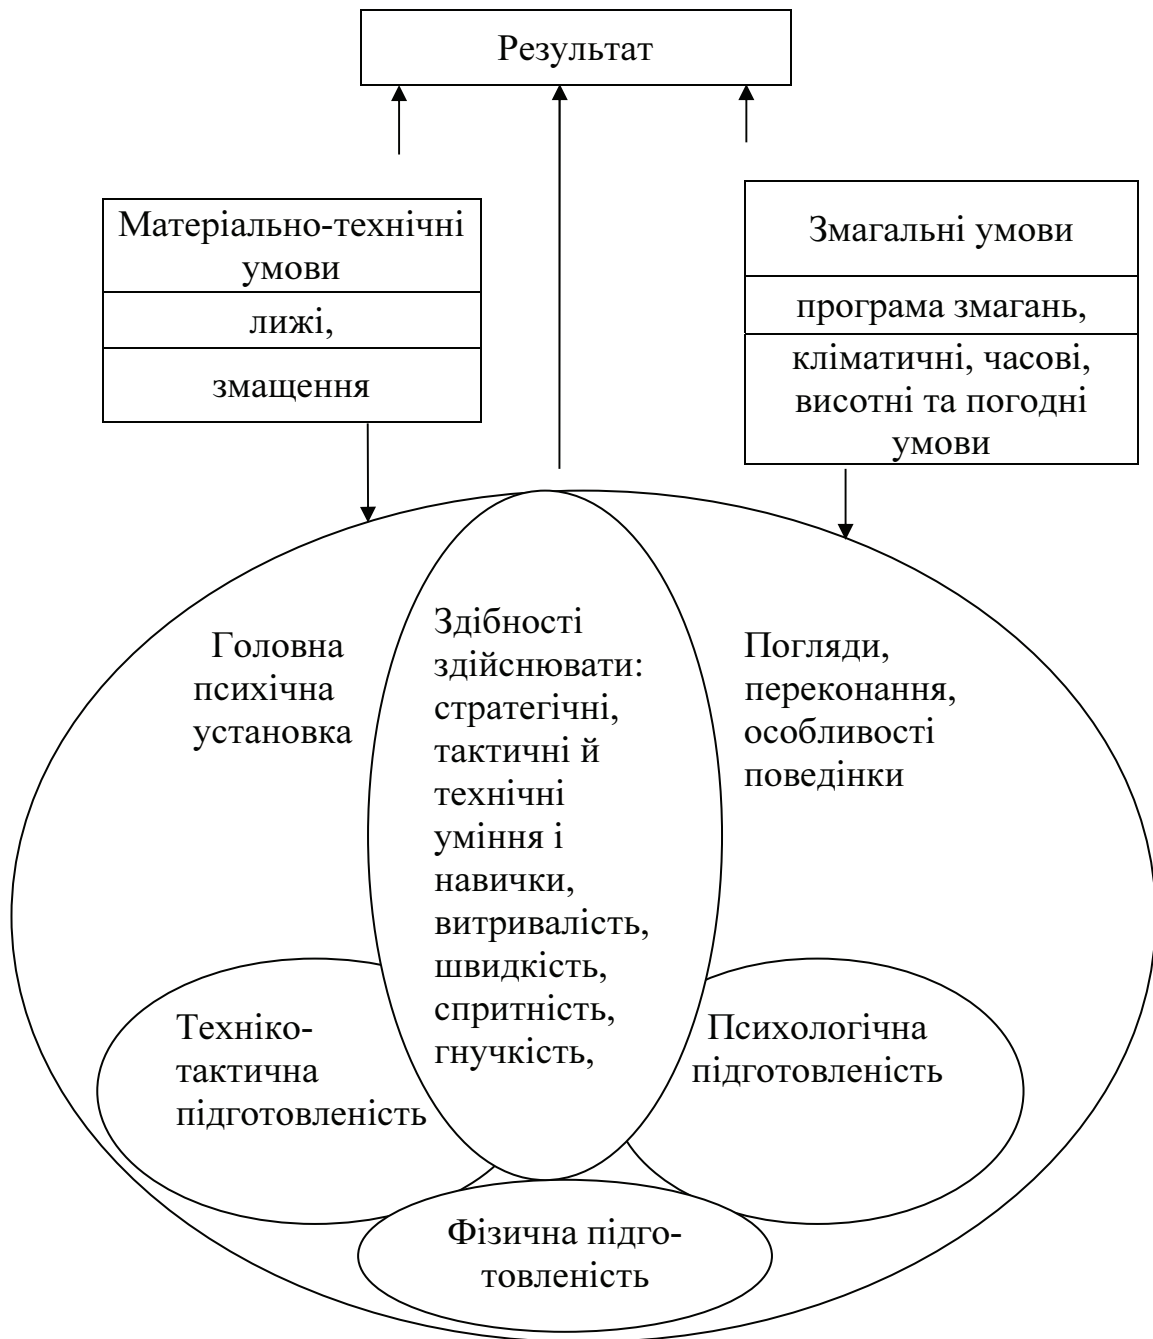 Результат
Матеріально-технічні
умови
лижі,
змащення
Змагальні умови
програма змагань,
кліматичні, часові,
висотні та погодні
умови
Головна
психічна
установка
Здібності
здійснювати:
стратегічні,
тактичні й
технічні
уміння і
навички,
витривалість,
швидкість,
спритність,
гнучкість,
Погляди,
переконання,
особливості
поведінки
Техніко-
тактична
підготовленість
Психологічна
підготовленість
Фізична підго-
товленість